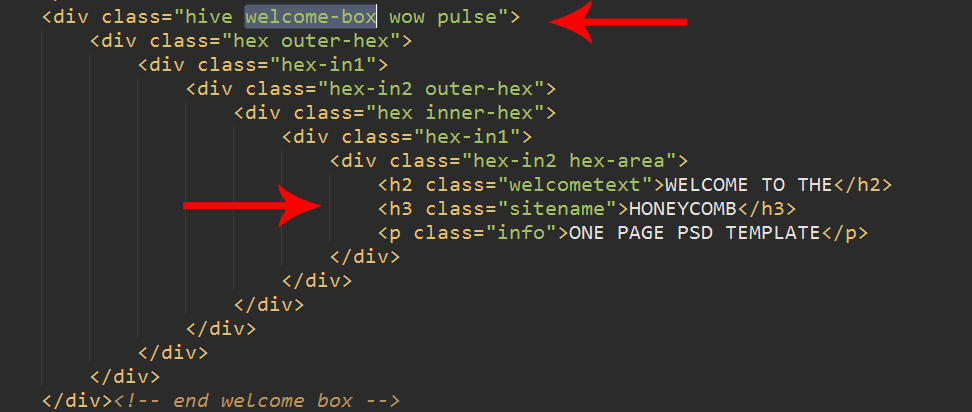 <div class="hive welcome-box wow pulse">
<div class="hex outer-hex">
<div class="hex-in1">
<div class="hex-in2 outer-hex">
<div class="hex inner-hex">
<div class="hex-in1">
<div class="hex-in2 hex-area">
<h2 class="welcometext">WELCOME TO THE</h2>
<h3 class="sitename">HONEYCOMB</h3>
<p class="info">ONE PAGE PSD TEMPLATE</p>
</div>
</div>
</div>
</div>
</div>
</div>
</div><!-- end welcome box -->